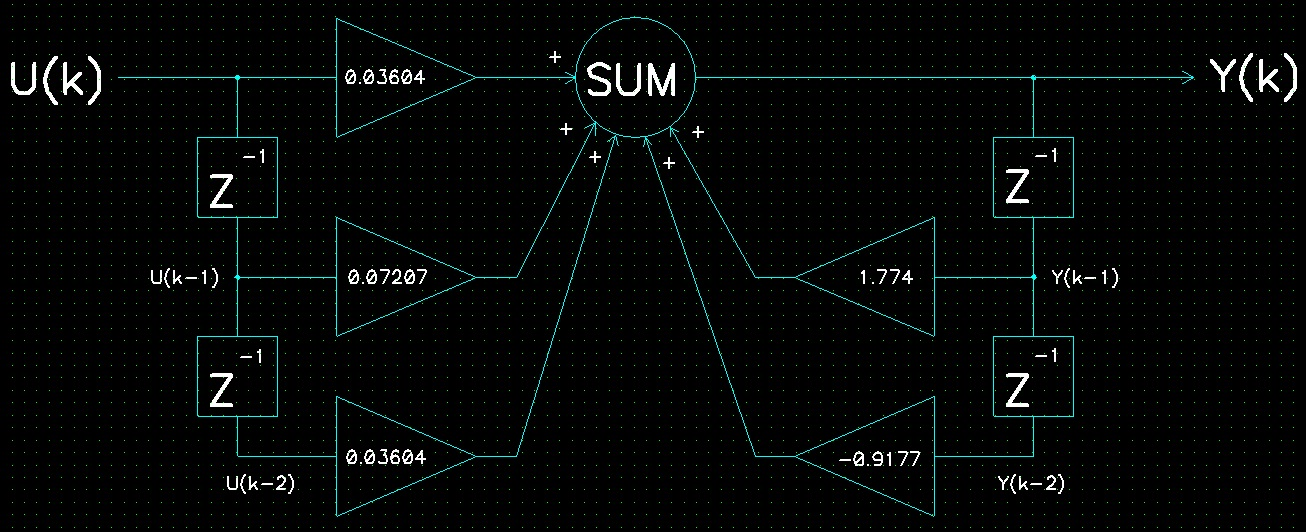 U(k)
0.03604
+
SUM
Y(k)
+
+
+
+
Z⁻¹
Z⁻¹
U(k-1)
0.07207
1.774
Y(k-1)
Z⁻¹
Z⁻¹
0.03604
-0.9177
U(k-2)
Y(k-2)